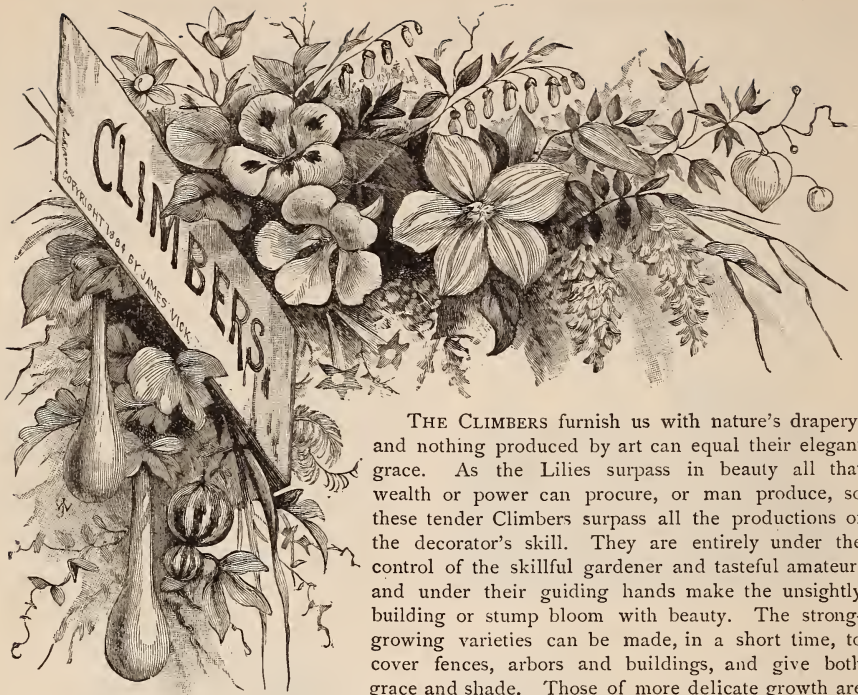 CLIMBERS.
COPYRIGHT BY JAMES VICK
THE CLIMBERS furnish us with nature's drapery
and nothing produced by art can equal their elegan
grace. As the Lilies surpass in beauty all tha
wealth or power can procure, or man produce, so
these tender Climbers surpass all the productions o
the decorator's skill. They are entirely under the
control of the skillful gardener and tasteful amateur
and under their guiding hands make the unsightly
building or stump bloom with beauty. The strong-
growing varieties can be made, in a short time, to
cover fences, arbors and buildings, and give both
grace and shade. Those of more delicate growth are